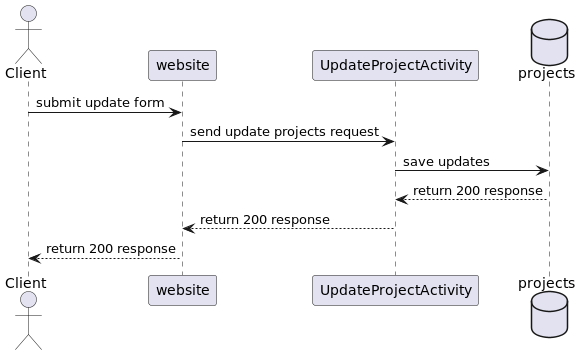 Client
website
UpdateProjectActivity
projects
submit update form
send update projects request
save updates
return 200 response
return 200 response
return 200 response
Client
website
UpdateProjectActivity
projects